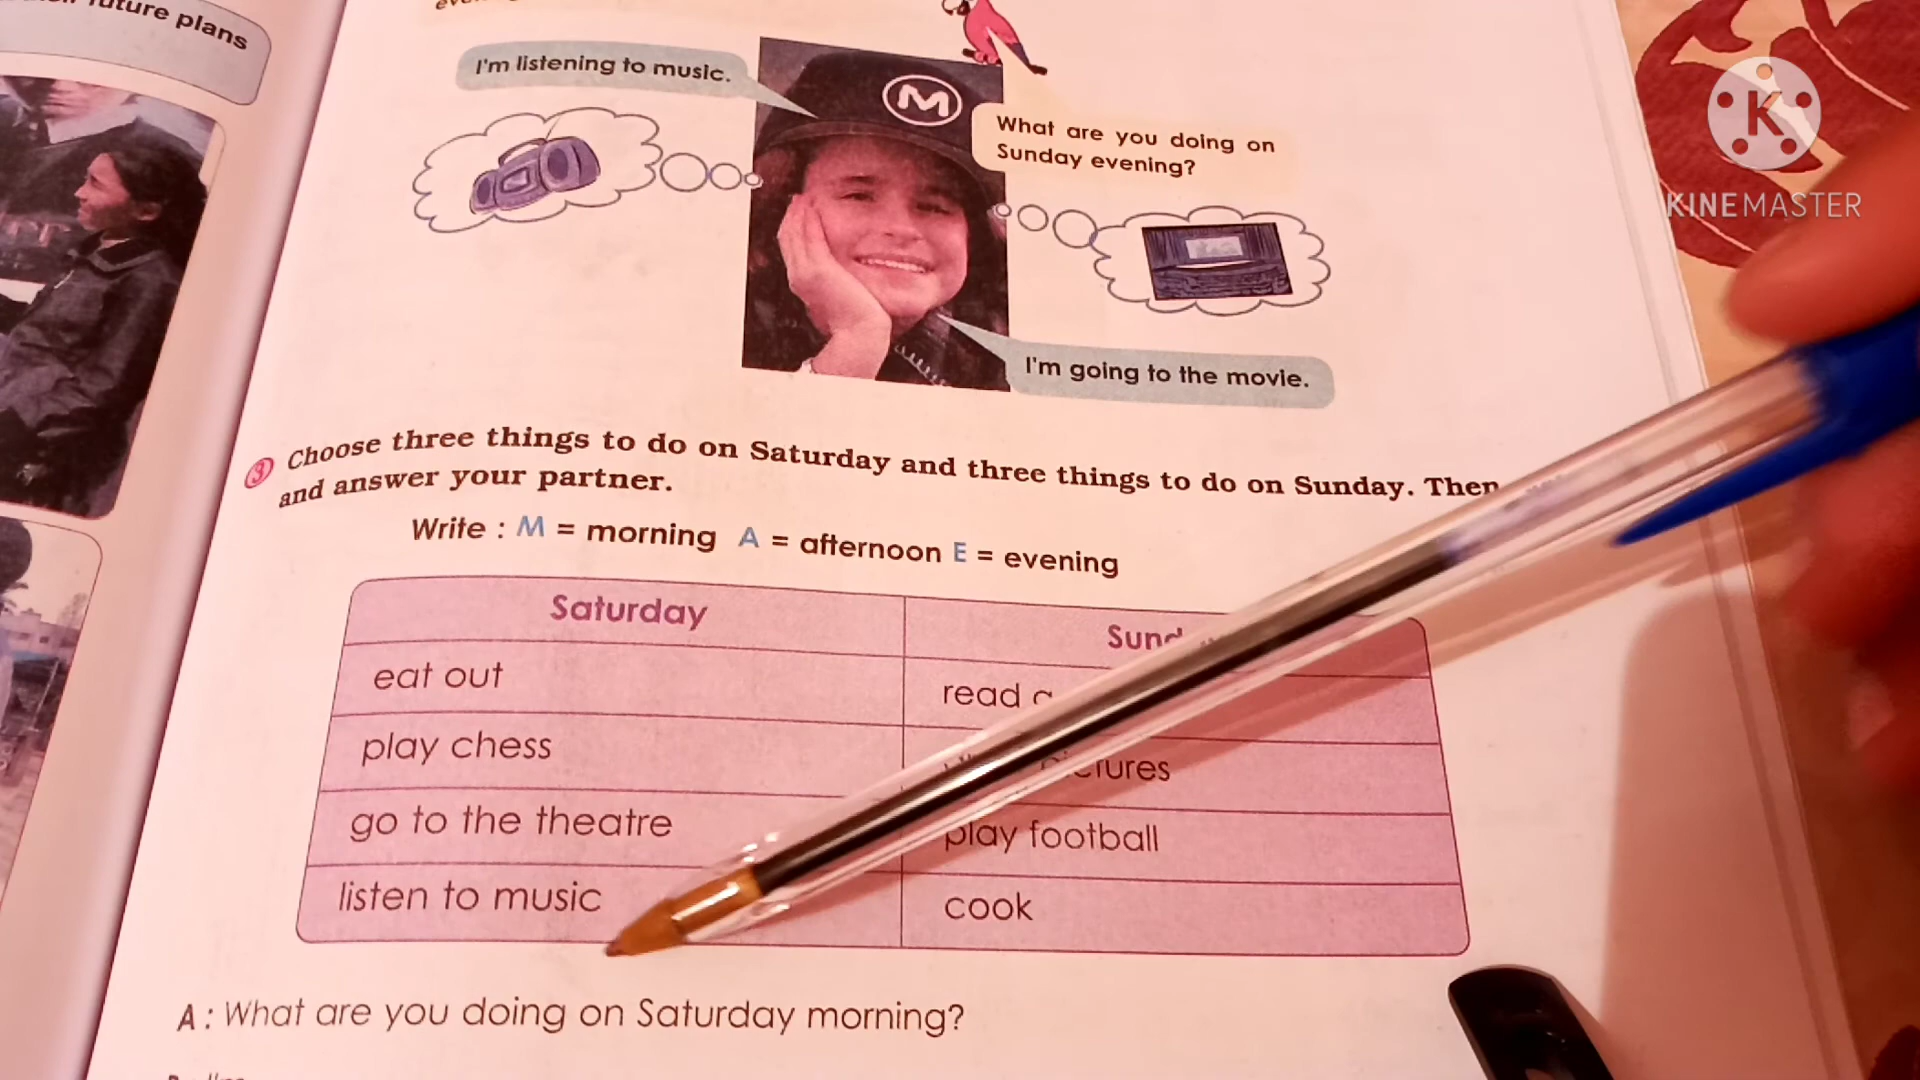 future plans
I'm listening to music.
M
What are you doing on
Sunday evening?
I'm going to the movie.
3 Choose three things to do on Saturday and three things to do on Sunday. Then
and answer your partner.
Write : M = morning A = afternoon E = evening
Saturday
eat out
read
play chess
go to the theatre
play football
listen to music
cook
A : What are you doing on Saturday morning?
K
KINEMASTER